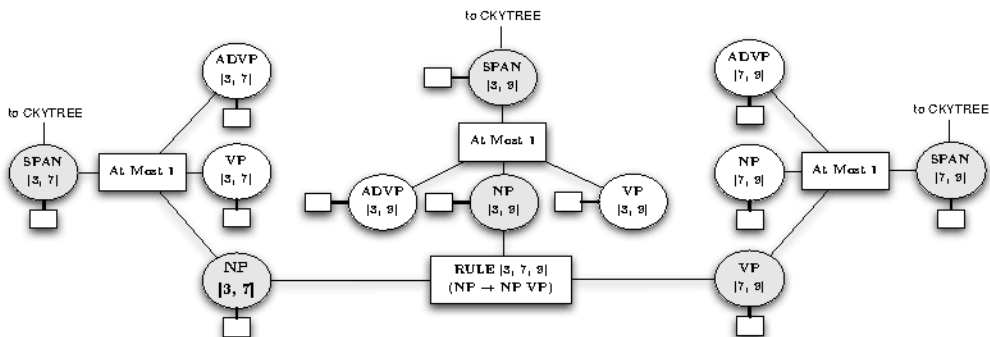 to CKYTREE
SPAN
[3, 7]
At Most 1
ADVP
[3, 7]
VP
[3, 7]
NP
[3, 7]
to CKYTREE
SPAN
[3, 9]
At Most 1
ADVP
[3, 9]
NP
[3, 9]
VP
[3, 9]
RULE [3, 7, 9]
(NP → NP VP)
ADVP
[7, 9]
NP
[7, 9]
VP
[7, 9]
At Most 1
to CKYTREE
SPAN
[7, 9]